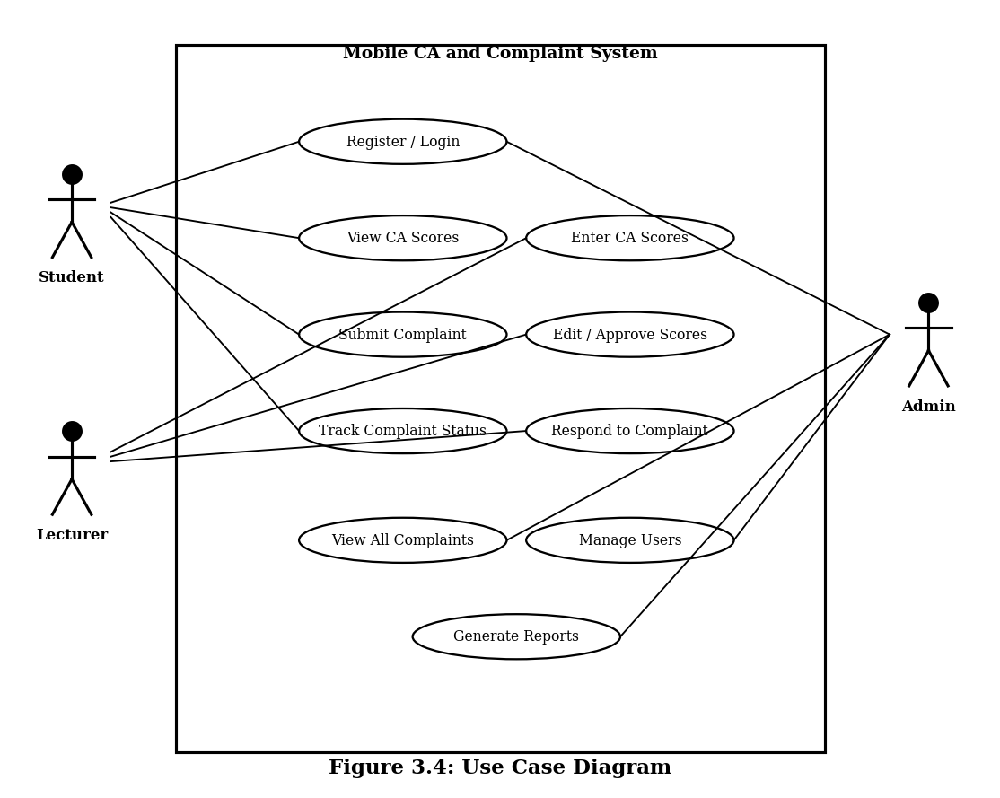 Mobile CA and Complaint System
Register / Login
View CA Scores
Enter CA Scores
Student
Submit Complaint
Edit / Approve Scores
Admin
Track Complaint Status
Respond to Complaint
Lecturer
View All Complaints
Manage Users
Generate Reports
Figure 3.4: Use Case Diagram